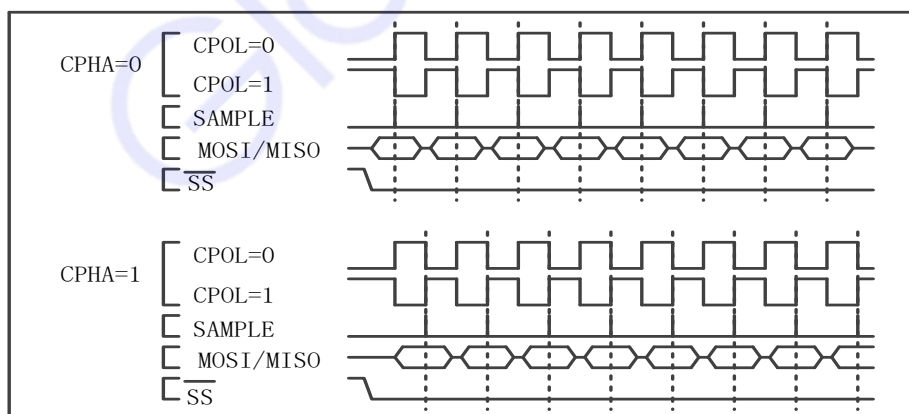 CPOL=0
CPHA=0
CPOL=1
SAMPLE
MOSI/MISO
SS
CPOL=0
CPHA=1
CPOL=1
SAMPLE
MOSI/MISO
SS